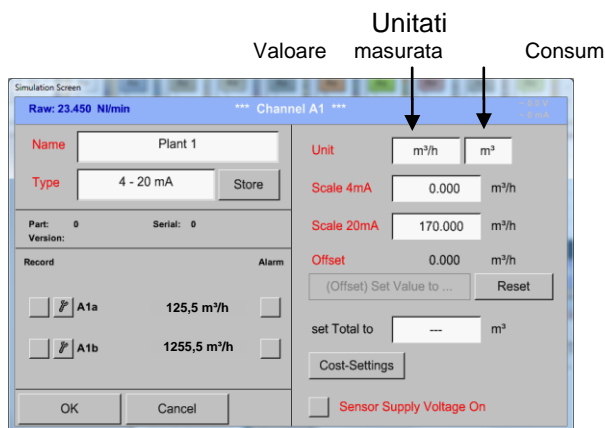 Unitati
Valoare masurata Consum
Simulation Screen
Raw: 23.450 Nl/min *** Channel A1 ***
Name Plant 1
Type 4 - 20 mA Store
Part: 0 Serial: 0
Version:
Record Alarm
A1a 125,5 m³/h
A1b 1255,5 m³/h
OK Cancel
Unit m³/h m³
Scale 4mA 0.000 m³/h
Scale 20mA 170.000 m³/h
Offset 0.000 m³/h
(Offset) Set Value to ... Reset
set Total to --- m³
Cost-Settings
Sensor Supply Voltage On